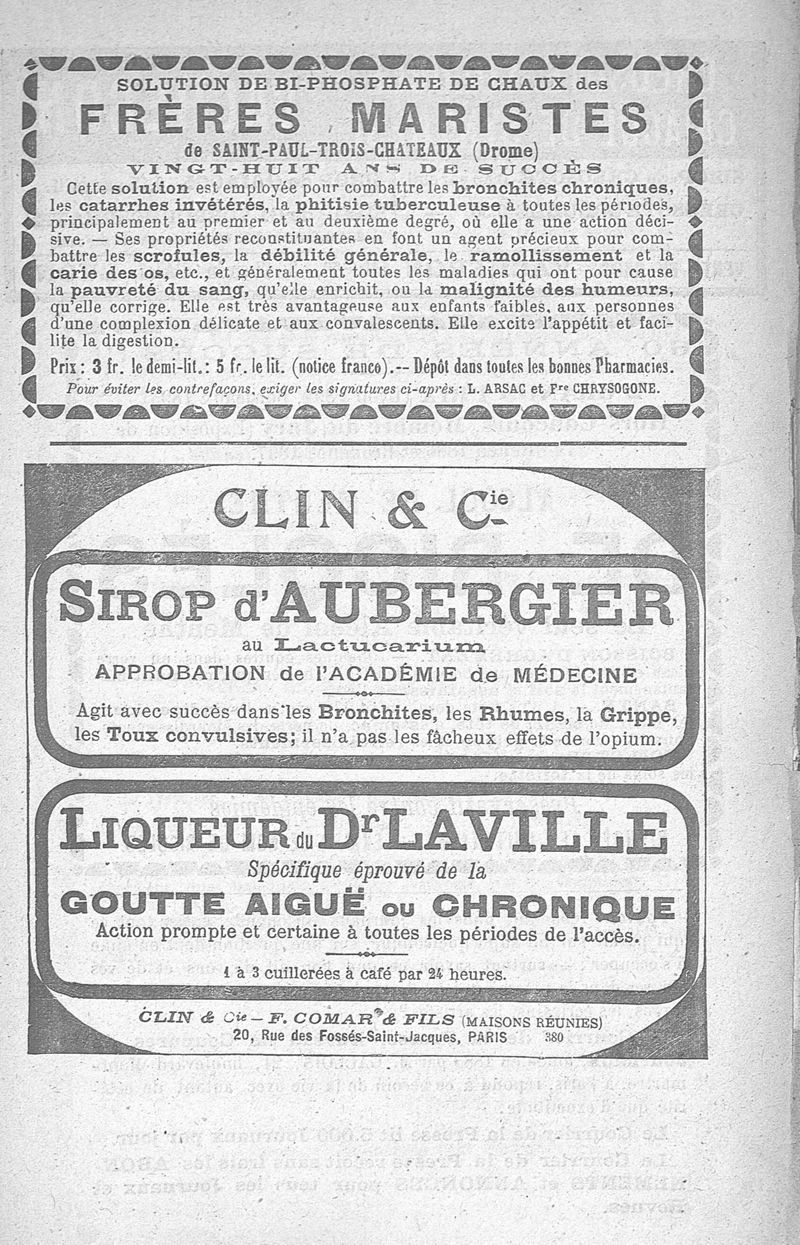 SOLUTION DE BI-PHOSPHATE DE CHAUX des
FRÈRES MARISTES
de SAINT-PAUL-TROIS-CHATEAUX (Drome)
VINGT-HUIT ANS DE SUCCÈS
Cette solution est employée pour combattre les bronchites chroniques,
les catarrhes invétérés, la phitisie tuberculeuse à toutes les périodes,
principalement au premier et au deuxième degré, où elle a une action déci-
sive. — Ses propriétés reconstituantes en font un agent précieux pour com-
battre les scrofules, la débilité générale, le ramollissement et la
carie des os, etc., et généralement toutes les maladies qui ont pour cause
la pauvreté du sang, qu'elle enrichit, ou la malignité des humeurs,
qu'elle corrige. Elle est très avantageuse aux enfants faibles, aux personnes
d'une complexion délicate et aux convalescents. Elle excite l'appétit et faci-
lite la digestion.
Prix : 3 fr. le demi-lit. : 5 fr. le lit. (notice franco). -- Dépôt dans toutes les bonnes Pharmacies.
Pour éviter les contrefaçons, exiger les signatures ci-après : L. ARSAC et Fre CHRYSOGONE.
CLIN & Cie
SIROP d'AUBERGIER
au Lactucarium
APPROBATION de l'ACADÉMIE de MÉDECINE
Agit avec succès dans les Bronchites, les Rhumes, la Grippe,
les Toux convulsives; il n'a pas les fâcheux effets de l'opium.
LIQUEUR du Dr LAVILLE
Spécifique éprouvé de la
GOUTTE AIGUË OU CHRONIQUE
Action prompte et certaine à toutes les périodes de l'accès.
1 à 3 cuillerées à café par 24 heures.
CLIN & Cie — F. COMAR & FILS (MAISONS RÉUNIES)
20, Rue des Fossés-Saint-Jacques, PARIS 380